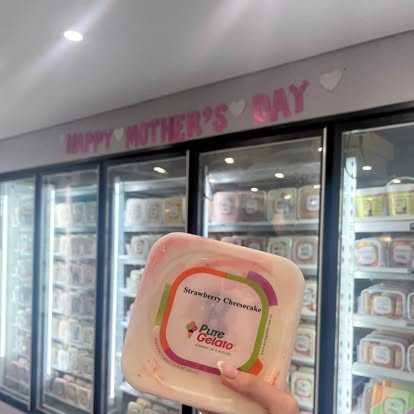 HAPPY MOTHER'S DAY
Strawberry Cheesecake
Pure
Gelato